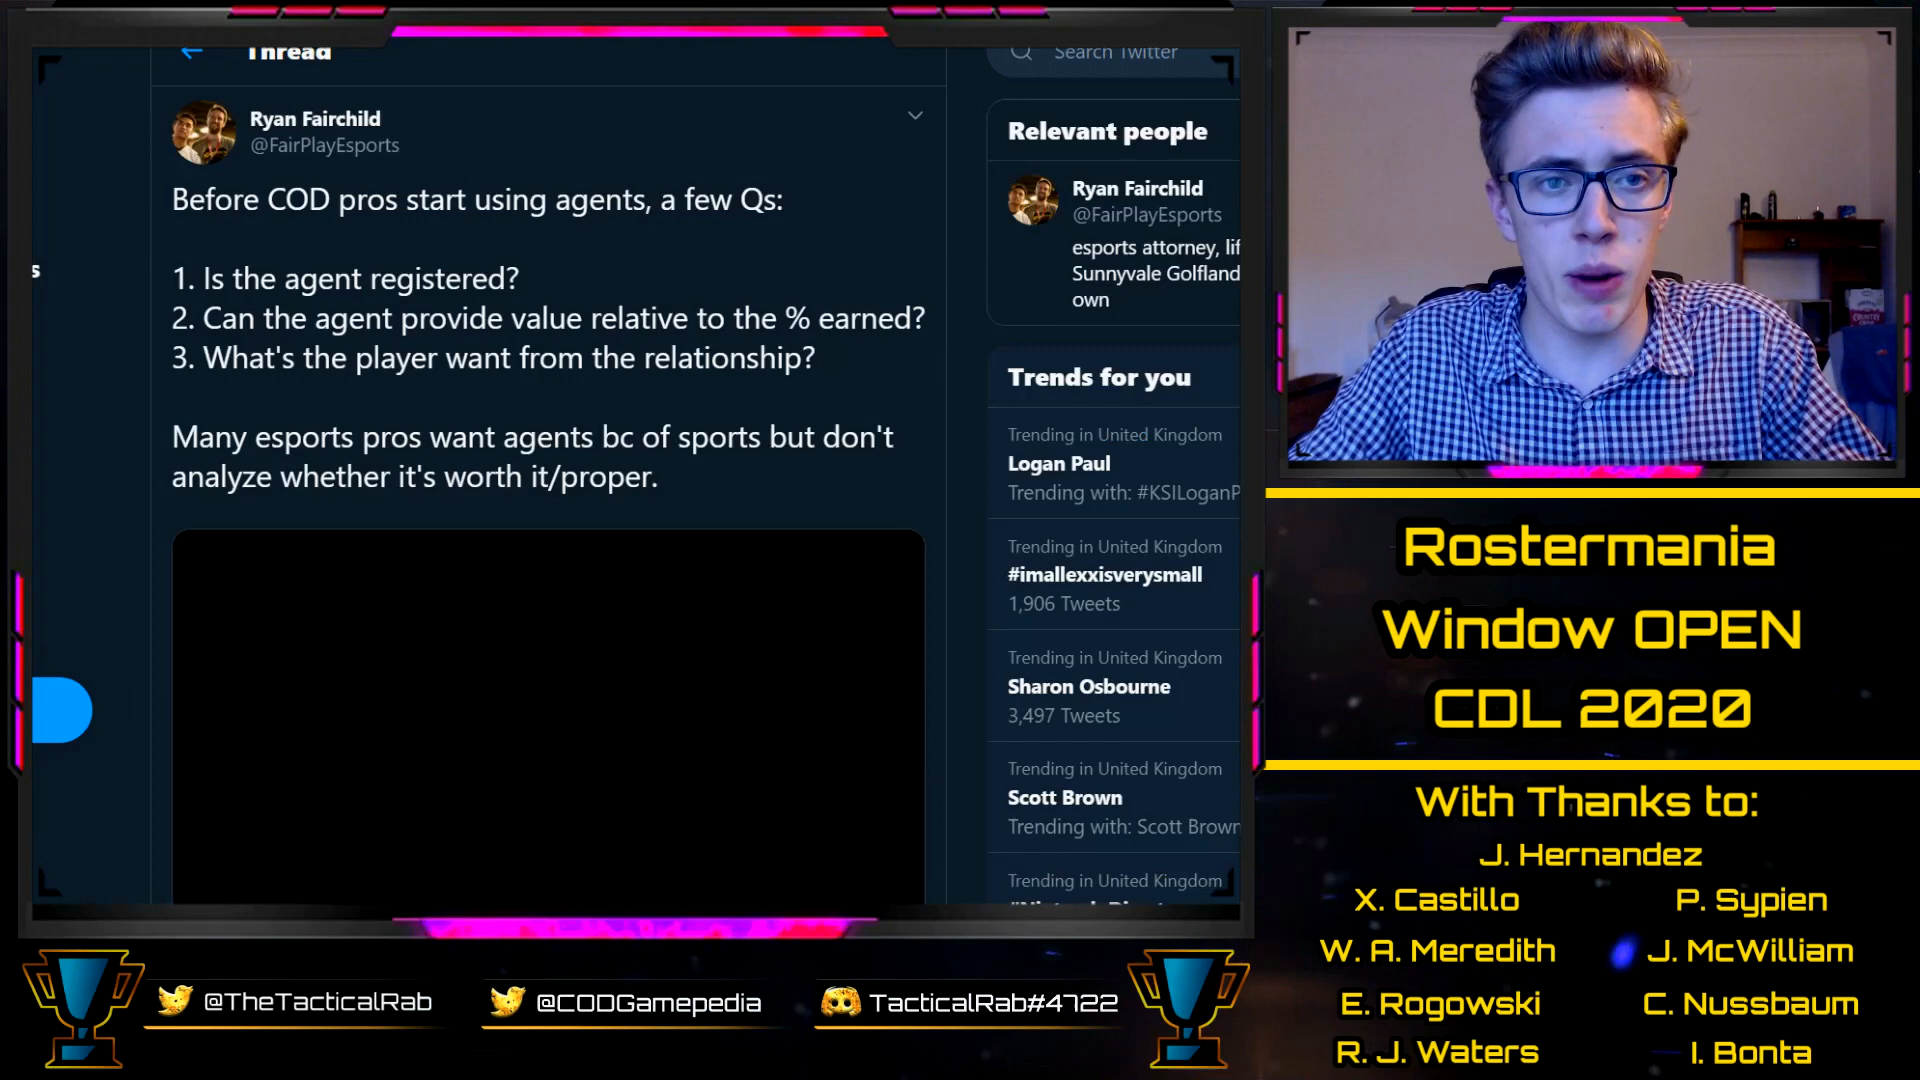 Thread
Search Twitter
Ryan Fairchild
@FairPlayEsports
Before COD pros start using agents, a few Qs:
1. Is the agent registered?
2. Can the agent provide value relative to the % earned?
3. What's the player want from the relationship?
Many esports pros want agents bc of sports but don't
analyze whether it's worth it/proper.
s
Relevant people
Ryan Fairchild
@FairPlayEsports
esports attorney, lif
Sunnyvale Golfland
own
Trends for you
Trending in United Kingdom
Logan Paul
Trending with: #KSILoganP
Trending in United Kingdom
#imallexxisverysmall
1,906 Tweets
Trending in United Kingdom
Sharon Osbourne
3,497 Tweets
Trending in United Kingdom
Scott Brown
Trending with: Scott Brown
Trending in United Kingdom
Rostermania
Window OPEN
CDL 2020
With Thanks to:
J. Hernandez
X. Castillo
P. Sypien
W. A. Meredith
J. McWilliam
E. Rogowski
C. Nussbaum
R. J. Waters
I. Bonta
@TheTacticalRab
@CODGamepedia
TacticalRab#4722